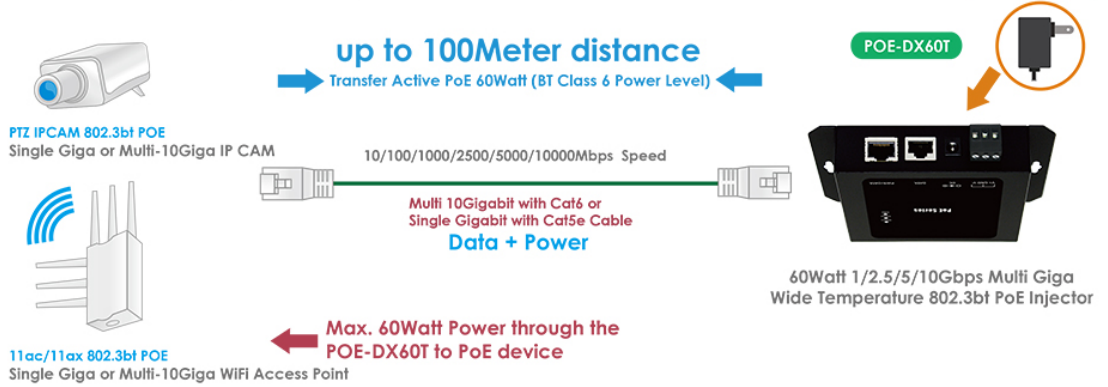 up to 100Meter distance
Transfer Active PoE 60Watt (BT Class 6 Power Level)
POE-DX60T
PTZ IPCAM 802.3bt POE
Single Giga or Multi-10Giga IP CAM
10/100/1000/2500/5000/10000Mbps Speed
Multi 10Gigabit with Cat6 or
Single Gigabit with Cat5e Cable
Data + Power
PoE Series
60Watt 1/2.5/5/10Gbps Multi Giga
Wide Temperature 802.3bt PoE Injector
Max. 60Watt Power through the
POE-DX60T to PoE device
11ac/11ax 802.3bt POE
Single Giga or Multi-10Giga WiFi Access Point